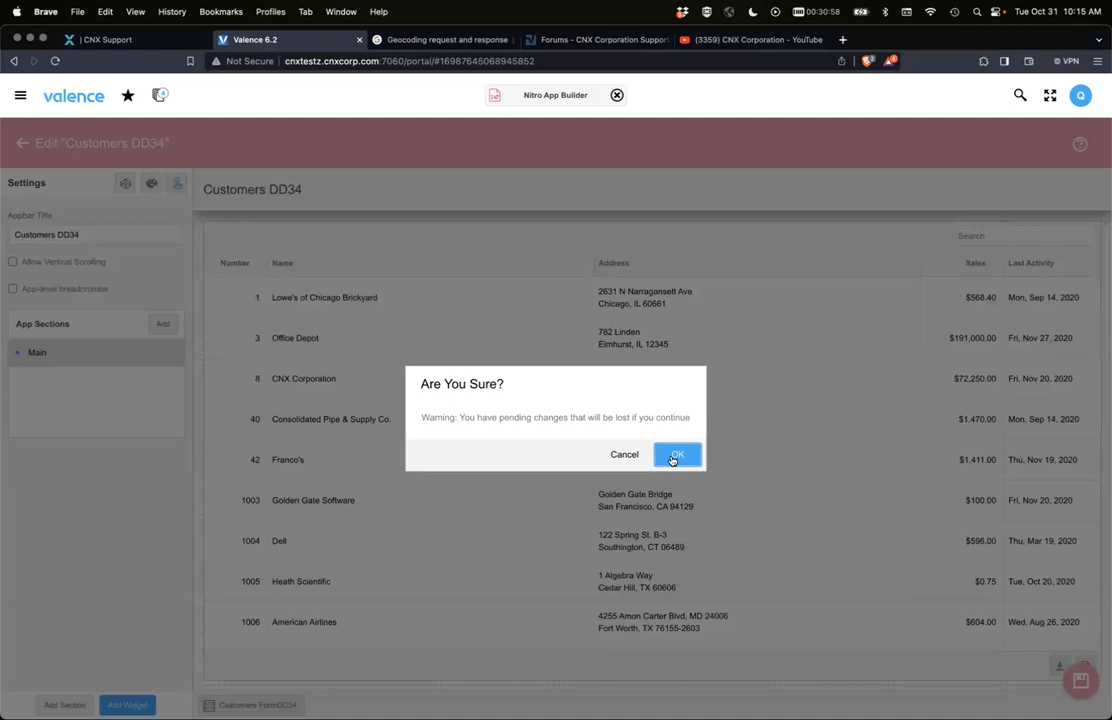 Brave File Edit View History Bookmarks Profiles Tab Window Help 00:30:58 Tue Oct 31 10:15 AM
CNX Support Valence 6.2 Geocoding request and response Forums - CNX Corporation Support (3359) CNX Corporation - YouTube
Not Secure cnxtestz.cnxcorp.com:7060/portal/#16987645068945852 VPN
valence Nitro App Builder Q
Edit "Customers DD34"
Settings
Customers DD34
Appbar Title
Customers DD34
Search
Allow Vertical Scrolling
Number Name Address Sales Last Activity
App-level breadcrumbs
1 Lowe's of Chicago Brickyard 2631 N Narragansett Ave $568.40 Mon, Sep 14, 2020
Chicago, IL 60661
App Sections Add
3 Office Depot 782 Linden $191,000.00 Fri, Nov 27, 2020
Elmhurst, IL 12345
Main
8 CNX Corporation $72,250.00 Fri, Nov 20, 2020
Are You Sure?
Warning: You have pending changes that will be lost if you continue
Cancel OK
40 Consolidated Pipe & Supply Co. $1,470.00 Mon, Sep 14, 2020
42 Franco's $1,411.00 Thu, Nov 19, 2020
1003 Golden Gate Software Golden Gate Bridge $100.00 Fri, Nov 20, 2020
San Francisco, CA 94129
1004 Dell 122 Spring St. B-3 $596.00 Thu, Mar 19, 2020
Southington, CT 06489
1005 Heath Scientific 1 Algebra Way $0.75 Tue, Oct 20, 2020
Cedar Hill, TX 60606
1006 American Airlines 4255 Amon Carter Blvd, MD 24006 $604.00 Wed, Aug 26, 2020
Fort Worth, TX 76155-2603
Add Section Add Widget Customers FormDD34